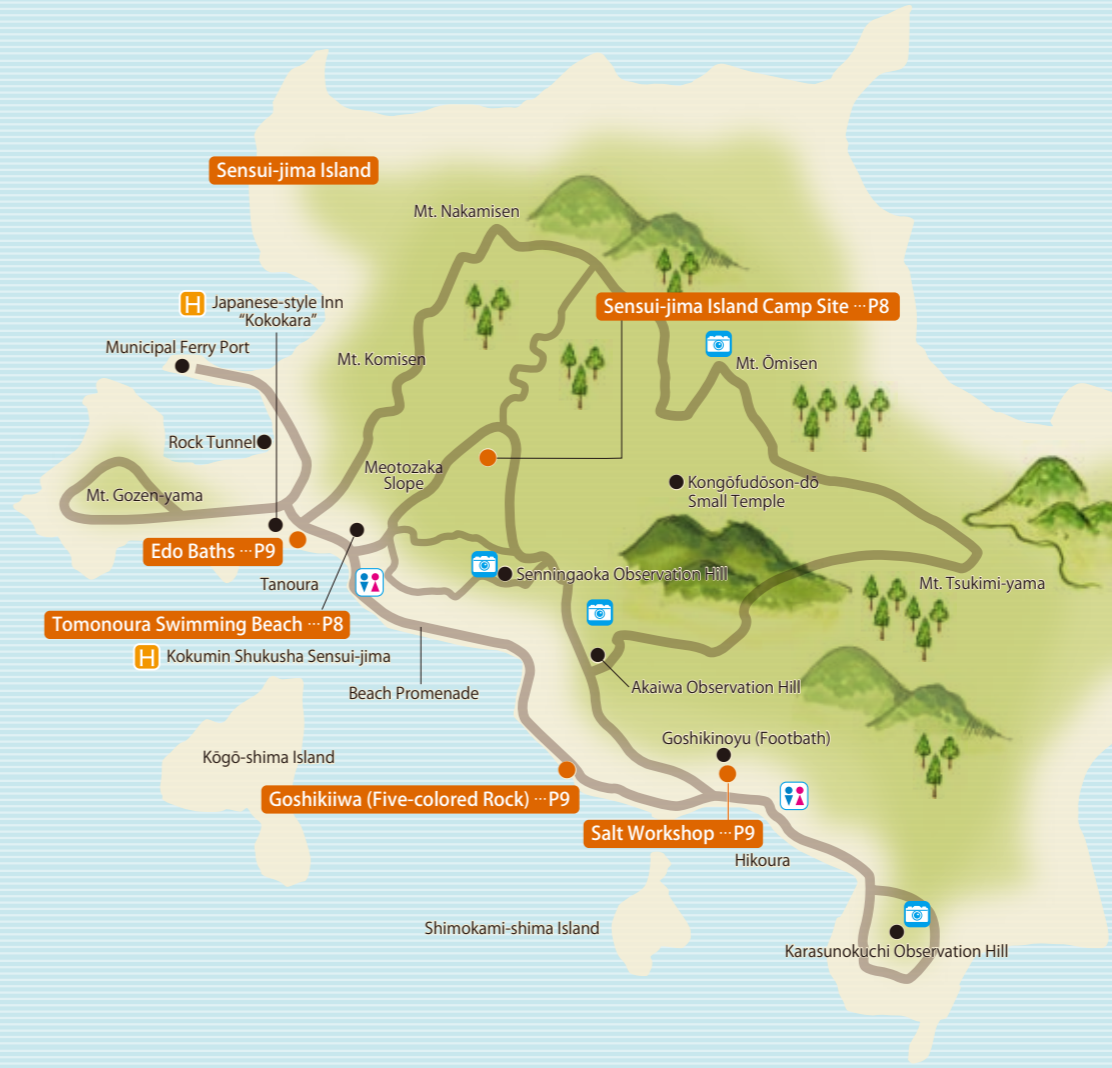 Sensui-jima Island
Mt. Nakamisen
H Japanese-style Inn
“Kokokara”
Sensui-jima Island Camp Site ···P8
Municipal Ferry Port
Mt. Komisen
Mt. Ōmisen
Rock Tunnel
Meotozaka
Slope
Kongōfudōson-dō
Small Temple
Mt. Gozen-yama
Edo Baths ···P9
Tanoura
Senningaoka Observation Hill
Mt. Tsukimi-yama
Tomonoura Swimming Beach ···P8
H Kokumin Shukusha Sensui-jima
Beach Promenade
Akaiwa Observation Hill
Goshikinoyu (Footbath)
Kōgō-shima Island
Goshikiiwa (Five-colored Rock) ···P9
Salt Workshop ···P9
Hikoura
Shimokami-shima Island
Karasunokuchi Observation Hill